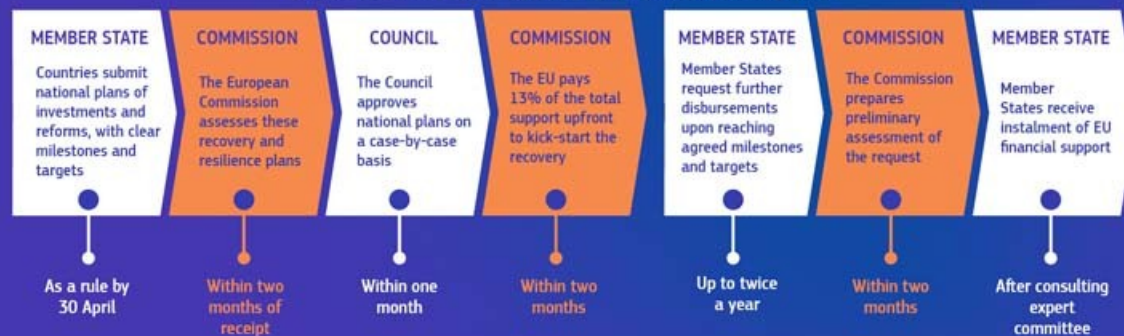 MEMBER STATE
Countries submit
national plans of
investments and
reforms, with clear
milestones and
targets
As a rule by
30 April
COMMISSION
The European
Commission
assesses these
recovery and
resilience plans
Within two
months of
receipt
COUNCIL
The Council
approves
national plans on
a case-by-case
basis
Within one
month
COMMISSION
The EU pays
13% of the total
support upfront
to kick-start the
recovery
Within two
months
MEMBER STATE
Member States
request further
disbursements
upon reaching
agreed milestones
and targets
Up to twice
a year
COMMISSION
The Commission
prepares
preliminary
assessment of
the request
Within two
months
MEMBER STATE
Member
States receive
instalment of EU
financial support
After consulting
expert
committee